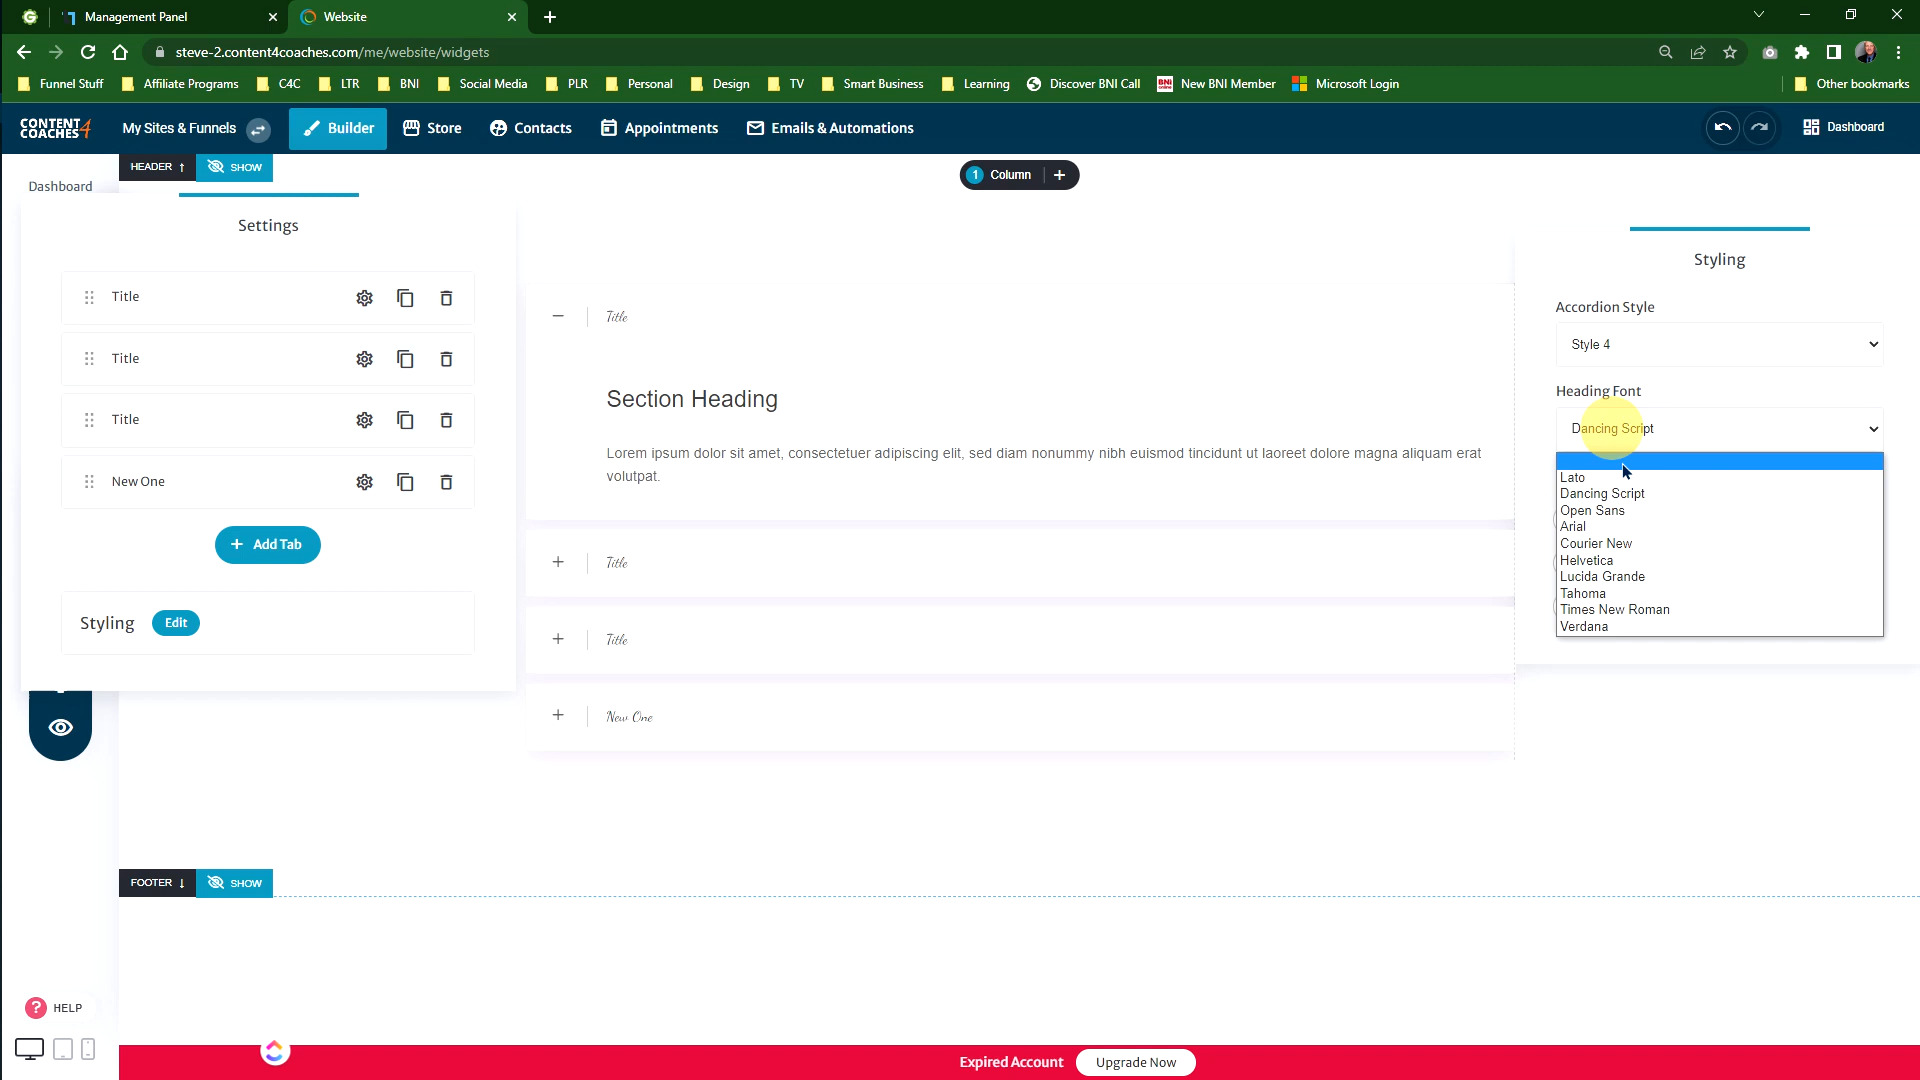 Management Panel
Website
steve-2.content4coaches.com/me/website/widgets
Funnel Stuff
Affiliate Programs
C4C
LTR
BNI
Social Media
PLR
Personal
Design
TV
Smart Business
Learning
Discover BNI Call
New BNI Member
Microsoft Login
Other bookmarks
CONTENT 4 COACHES
My Sites & Funnels
Builder
Store
Contacts
Appointments
Emails & Automations
Dashboard
Dashboard
HEADER ↑
SHOW
1 Column +
Settings
Title
Title
Title
New One
+ Add Tab
Styling
Edit
Title
Section Heading
Lorem ipsum dolor sit amet, consectetuer adipiscing elit, sed diam nonummy nibh euismod tincidunt ut laoreet dolore magna aliquam erat
volutpat.
Title
Title
New One
Styling
Accordion Style
Style 4
Heading Font
Dancing Script
Lato
Dancing Script
Open Sans
Arial
Courier New
Helvetica
Lucida Grande
Tahoma
Times New Roman
Verdana
FOOTER ↓
SHOW
? HELP
Expired Account
Upgrade Now